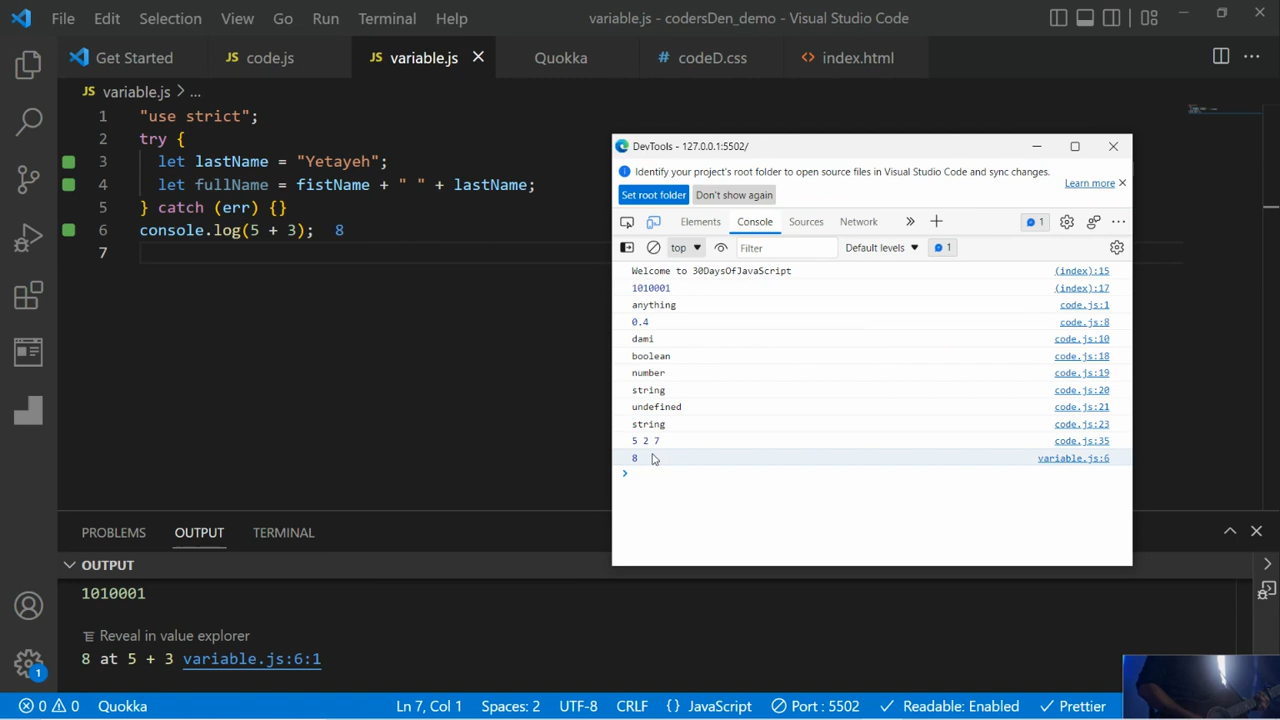 File Edit Selection View Go Run Terminal Help variable.js - codersDen_demo - Visual Studio Code
Get Started JS code.js JS variable.js Quokka # codeD.css <> index.html
JS variable.js > ...
1 "use strict";
2 try {
3 let lastName = "Yetayeh";
4 let fullName = fistName + " " + lastName;
5 } catch (err) {}
6 console.log(5 + 3); 8
7
DevTools - 127.0.0.1:5502/
Identify your project's root folder to open source files in Visual Studio Code and sync changes.
Learn more
Set root folder Don't show again
Elements Console Sources Network 1
top Filter Default levels 1
Welcome to 30DaysOfJavaScript (index):15
1010001 (index):17
anything code.js:1
0.4 code.js:8
dami code.js:10
boolean code.js:18
number code.js:19
string code.js:20
undefined code.js:21
string code.js:23
5 2 7 code.js:35
8 variable.js:6
PROBLEMS OUTPUT TERMINAL
OUTPUT
1010001
Reveal in value explorer
8 at 5 + 3 variable.js:6:1
1
0 0 Quokka Ln 7, Col 1 Spaces: 2 UTF-8 CRLF {} JavaScript Port : 5502 Readable: Enabled Prettier